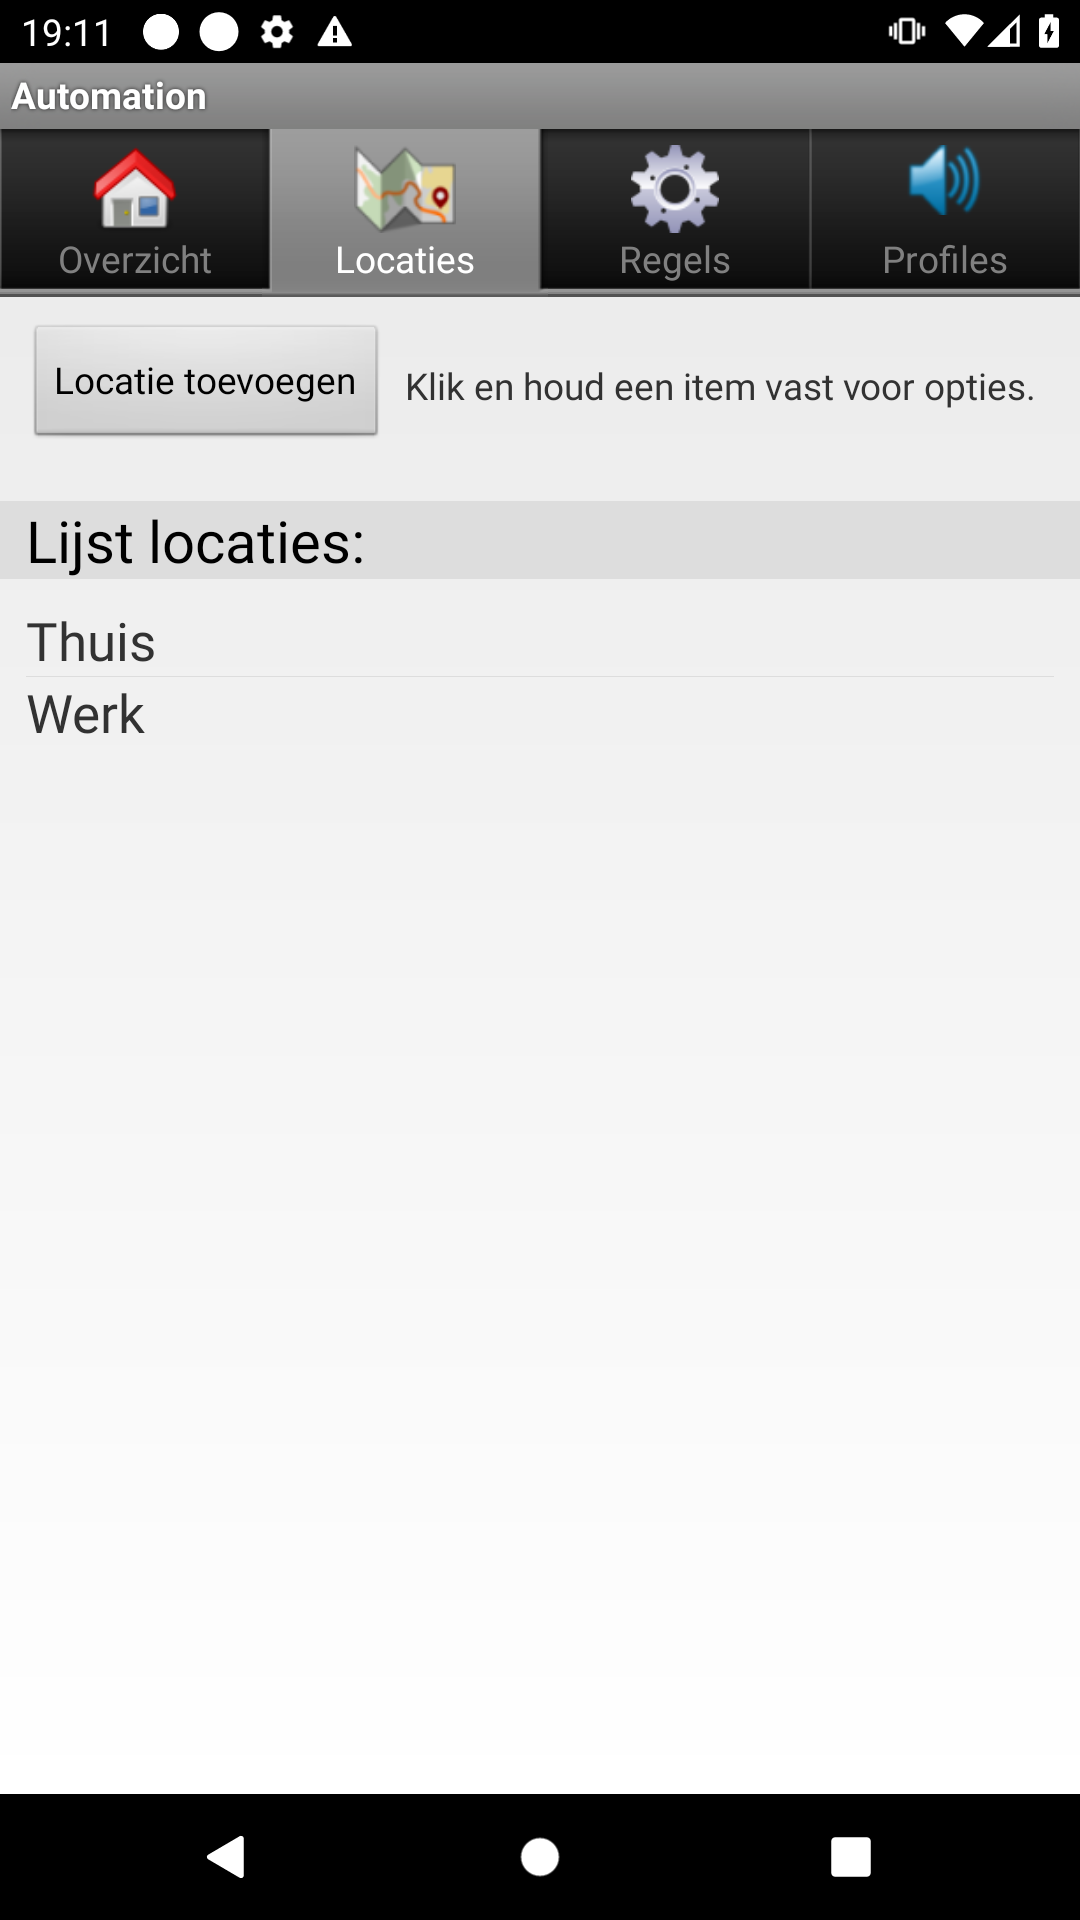 19:11
Automation
Overzicht
Locaties
Regels
Profiles
Locatie toevoegen
Klik en houd een item vast voor opties.
Lijst locaties:
Thuis
Werk